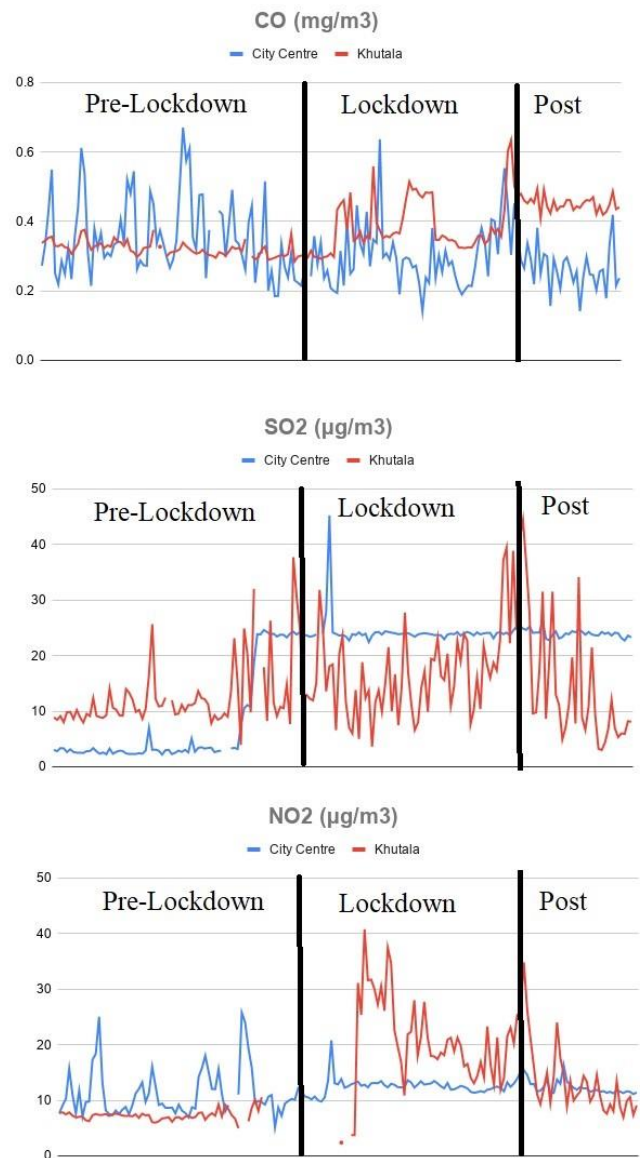 CO (mg/m3)
City Centre Khutala
0.8
Pre-Lockdown Lockdown Post
0.6
0.4
0.2
0.0
SO2 (µg/m3)
City Centre Khutala
50
Pre-Lockdown Lockdown Post
40
30
20
10
0
NO2 (µg/m3)
City Centre Khutala
50
Pre-Lockdown Lockdown Post
40
30
20
10
0